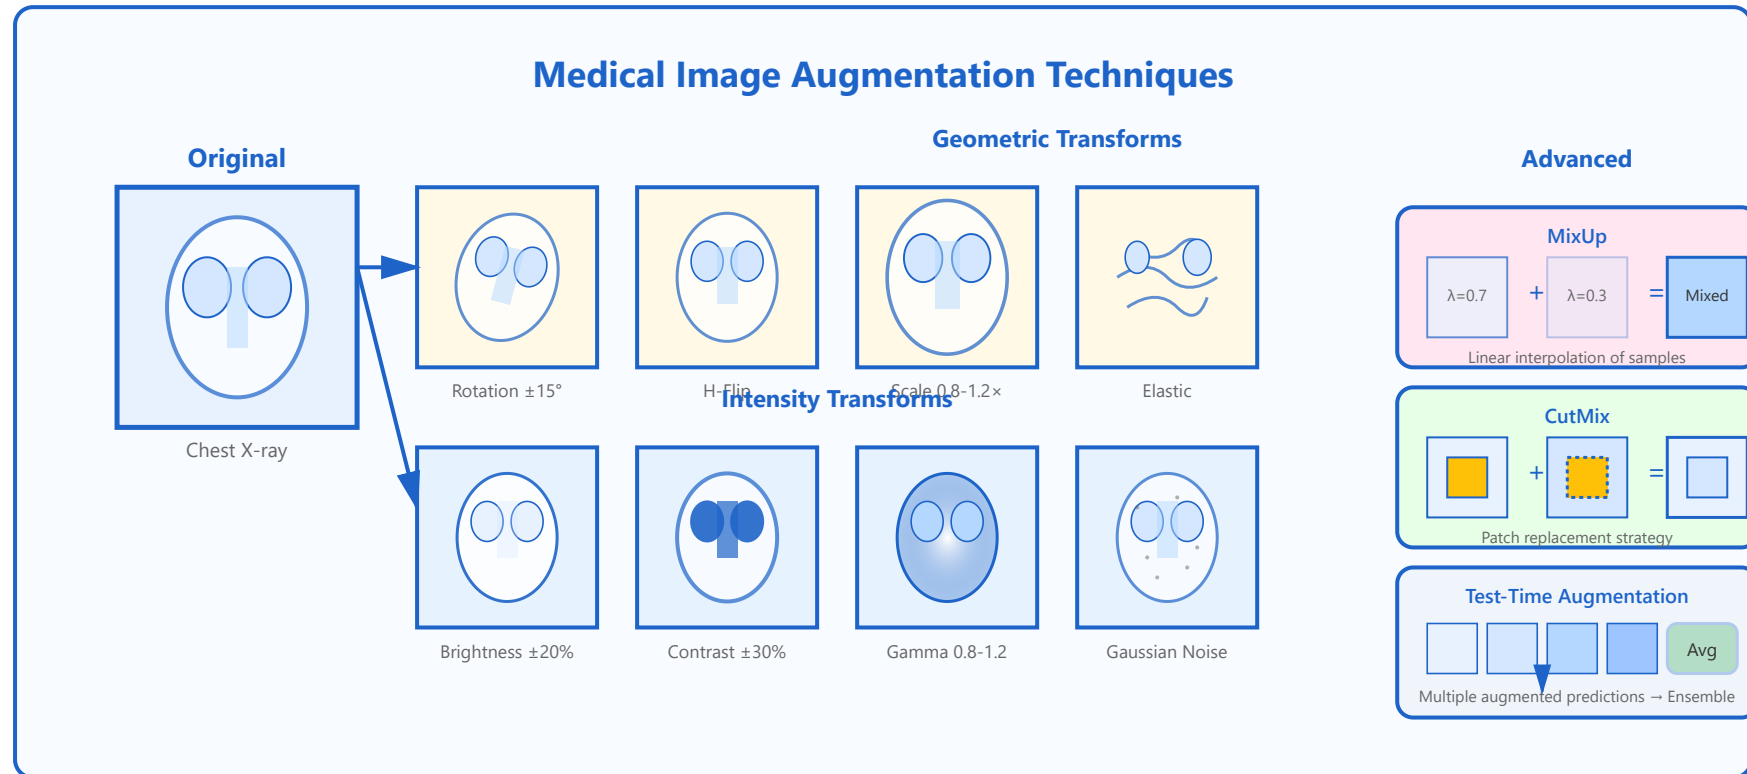 Medical Image Augmentation Techniques
Original
Chest X-ray
Geometric Transforms
Rotation ±15°
H-Flip
Scale 0.8-1.2×
Elastic
Intensity Transforms
Brightness ±20%
Contrast ±30%
Gamma 0.8-1.2
Gaussian Noise
Advanced
MixUp
λ=0.7 + λ=0.3 = Mixed
Linear interpolation of samples
CutMix
+ =
Patch replacement strategy
Test-Time Augmentation
Avg
Multiple augmented predictions → Ensemble